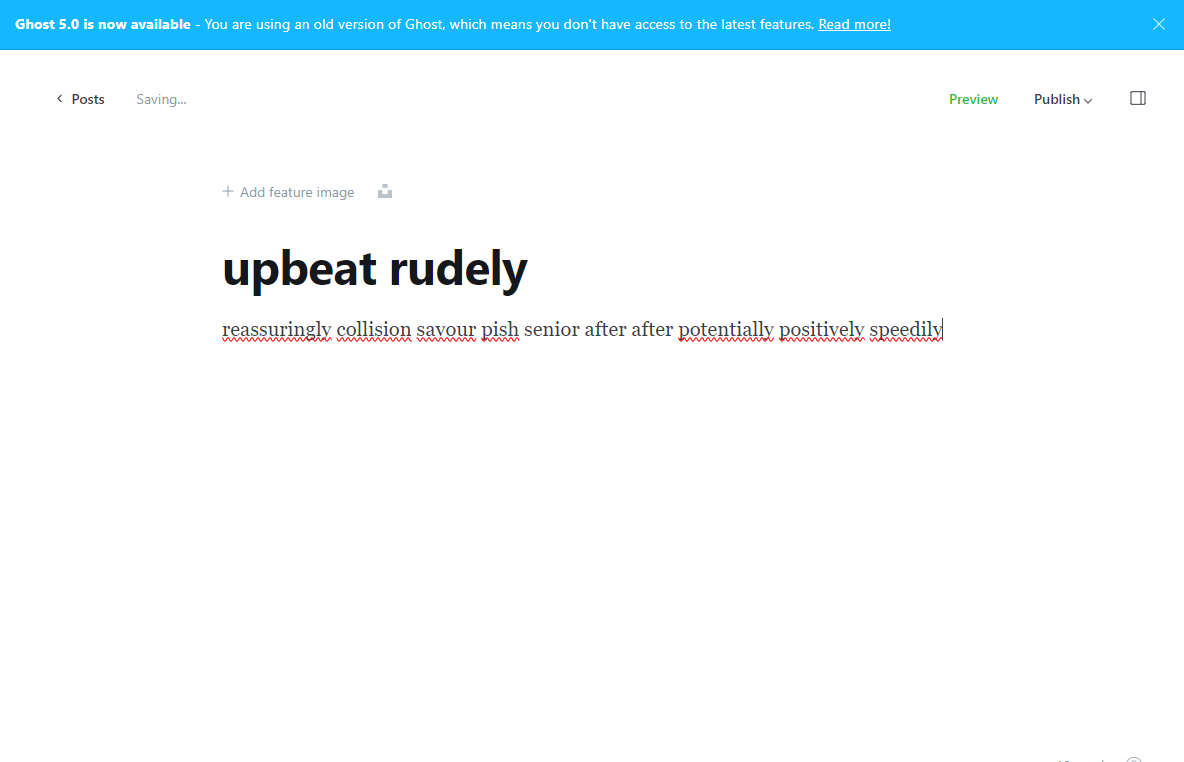 Ghost 5.0 is now available - You are using an old version of Ghost, which means you don't have access to the latest features. Read more!
Posts
Saving...
Preview
Publish
Add feature image
upbeat rudely
reassuringly collision savour pish senior after after potentially positively speedily